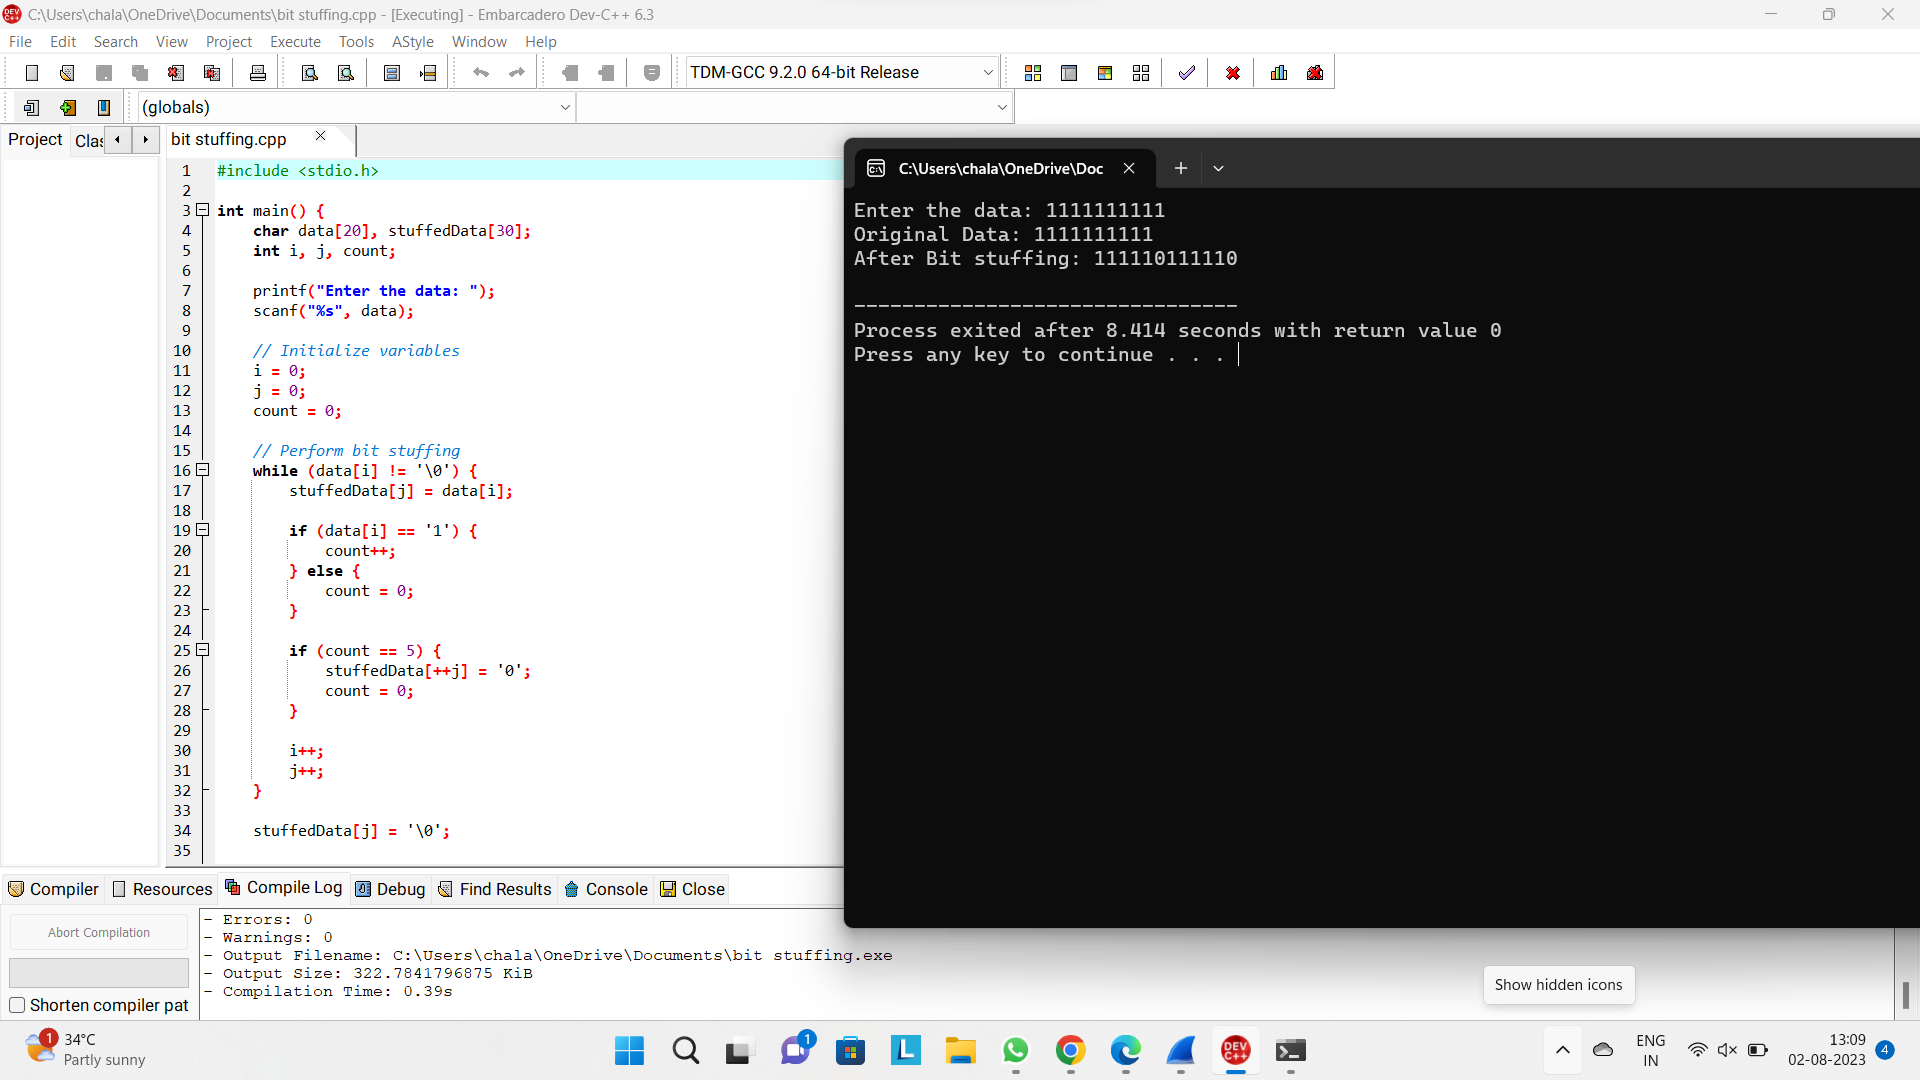 C:\Users\chala\OneDrive\Documents\bit stuffing.cpp - [Executing] - Embarcadero Dev-C++ 6.3
File Edit Search View Project Execute Tools AStyle Window Help
TDM-GCC 9.2.0 64-bit Release
(globals)
Project Clas
bit stuffing.cpp
1 #include <stdio.h>
2
3 int main() {
4 char data[20], stuffedData[30];
5 int i, j, count;
6
7 printf("Enter the data: ");
8 scanf("%s", data);
9
10 // Initialize variables
11 i = 0;
12 j = 0;
13 count = 0;
14
15 // Perform bit stuffing
16 while (data[i] != '\0') {
17 stuffedData[j] = data[i];
18
19 if (data[i] == '1') {
20 count++;
21 } else {
22 count = 0;
23 }
24
25 if (count == 5) {
26 stuffedData[++j] = '0';
27 count = 0;
28 }
29
30 i++;
31 j++;
32 }
33
34 stuffedData[j] = '\0';
35
C:\Users\chala\OneDrive\Doc
Enter the data: 1111111111
Original Data: 1111111111
After Bit stuffing: 111110111110
--------------------------------
Process exited after 8.414 seconds with return value 0
Press any key to continue . . .
Compiler Resources Compile Log Debug Find Results Console Close
Abort Compilation
Shorten compiler pat
- Errors: 0
- Warnings: 0
- Output Filename: C:\Users\chala\OneDrive\Documents\bit stuffing.exe
- Output Size: 322.7841796875 KiB
- Compilation Time: 0.39s
Show hidden icons
1
34°C
Partly sunny
1
L
DEV C++
ENG
IN
13:09
02-08-2023
4